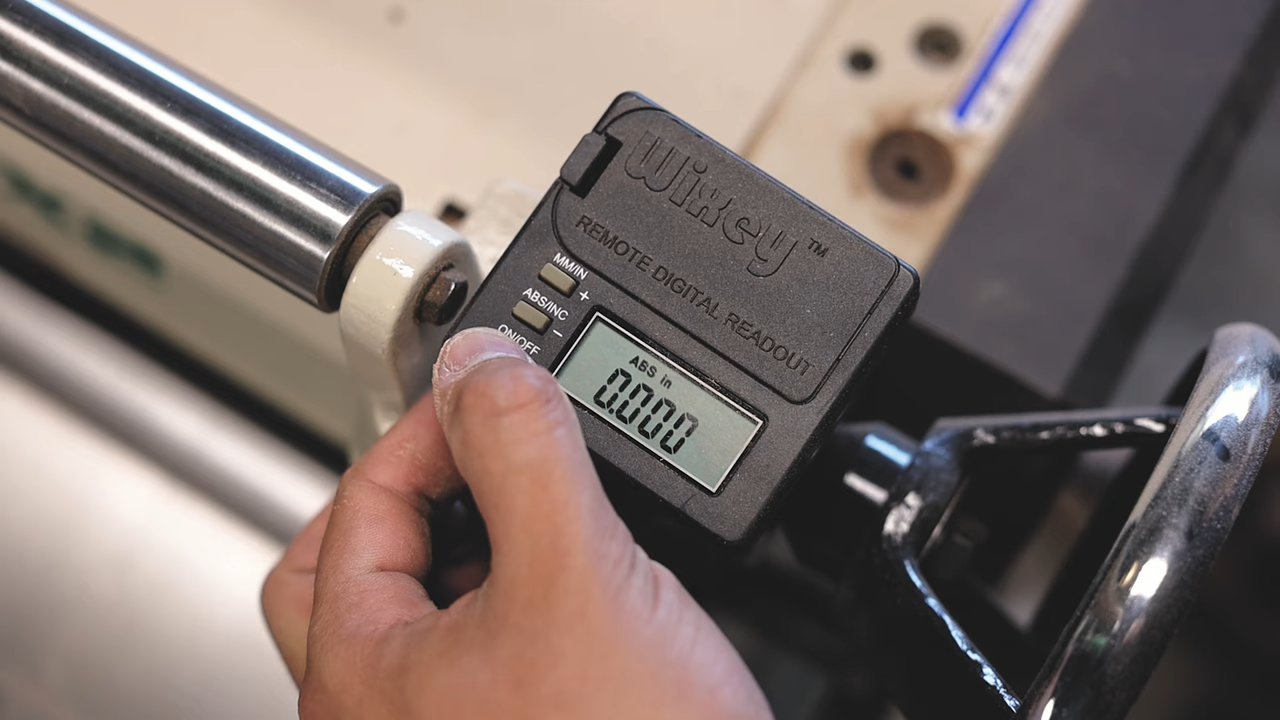 Wixey™
REMOTE DIGITAL READOUT
MM/IN
+
ABS/INC
−
ON/OFF
ABS in
0.000